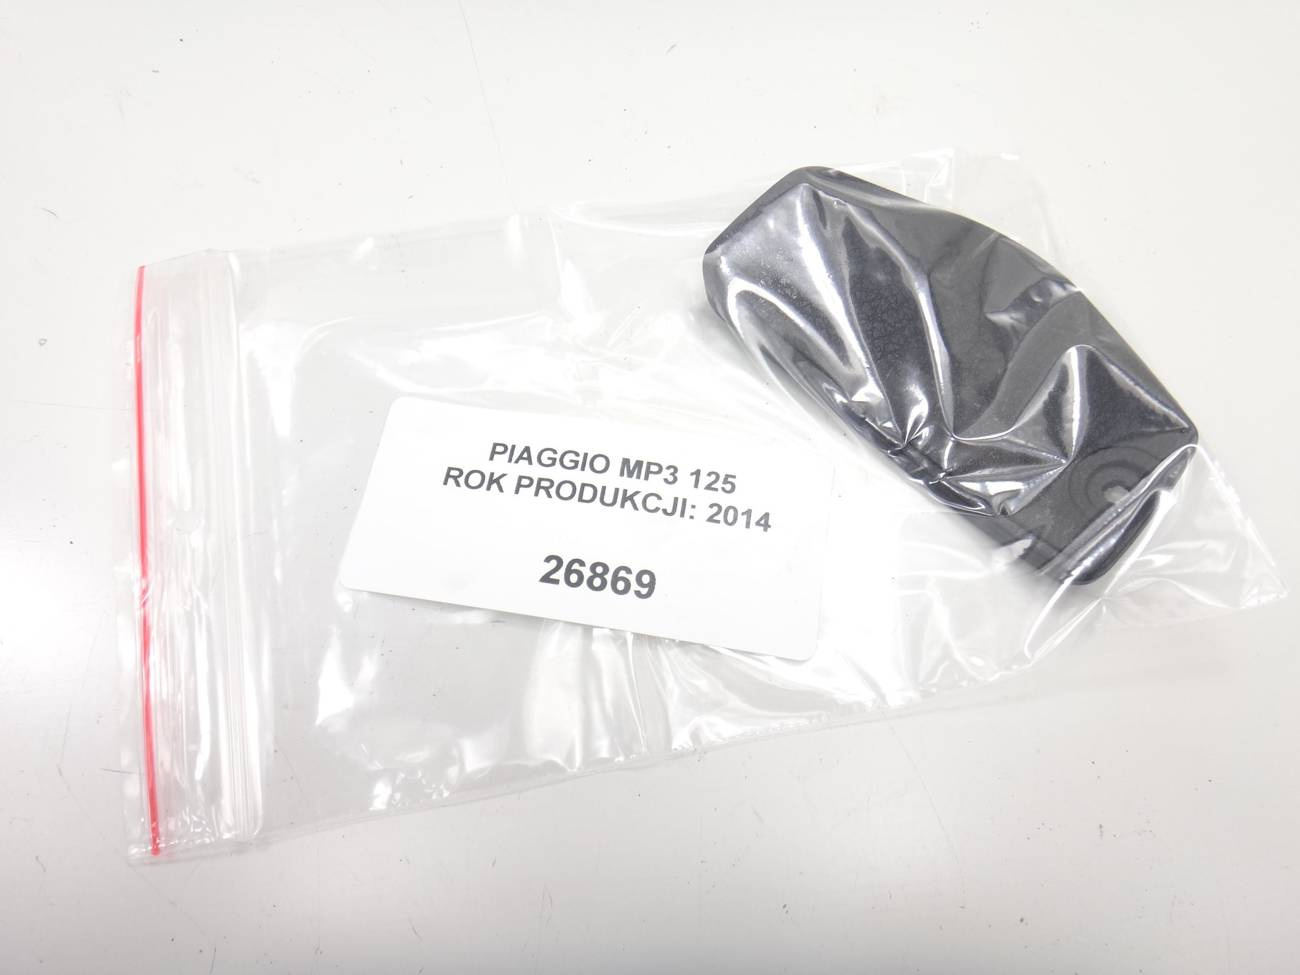 PIAGGIO MP3 125
ROK PRODUKCJI: 2014
26869